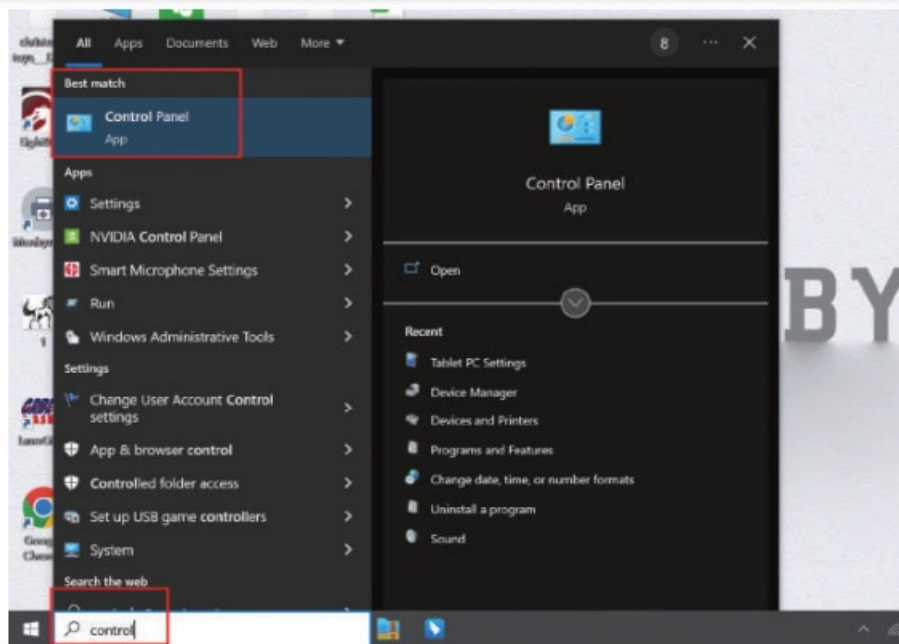 All Apps Documents Web More
8
Best match
Control Panel
App
Apps
Settings
NVIDIA Control Panel
Smart Microphone Settings
Run
Windows Administrative Tools
Settings
Change User Account Control
settings
App & browser control
Controlled folder access
Set up USB game controllers
System
Search the web
control
Control Panel
App
Open
Recent
Tablet PC Settings
Device Manager
Devices and Printers
Programs and Features
Change date, time, or number formats
Uninstall a program
Sound
BY
1